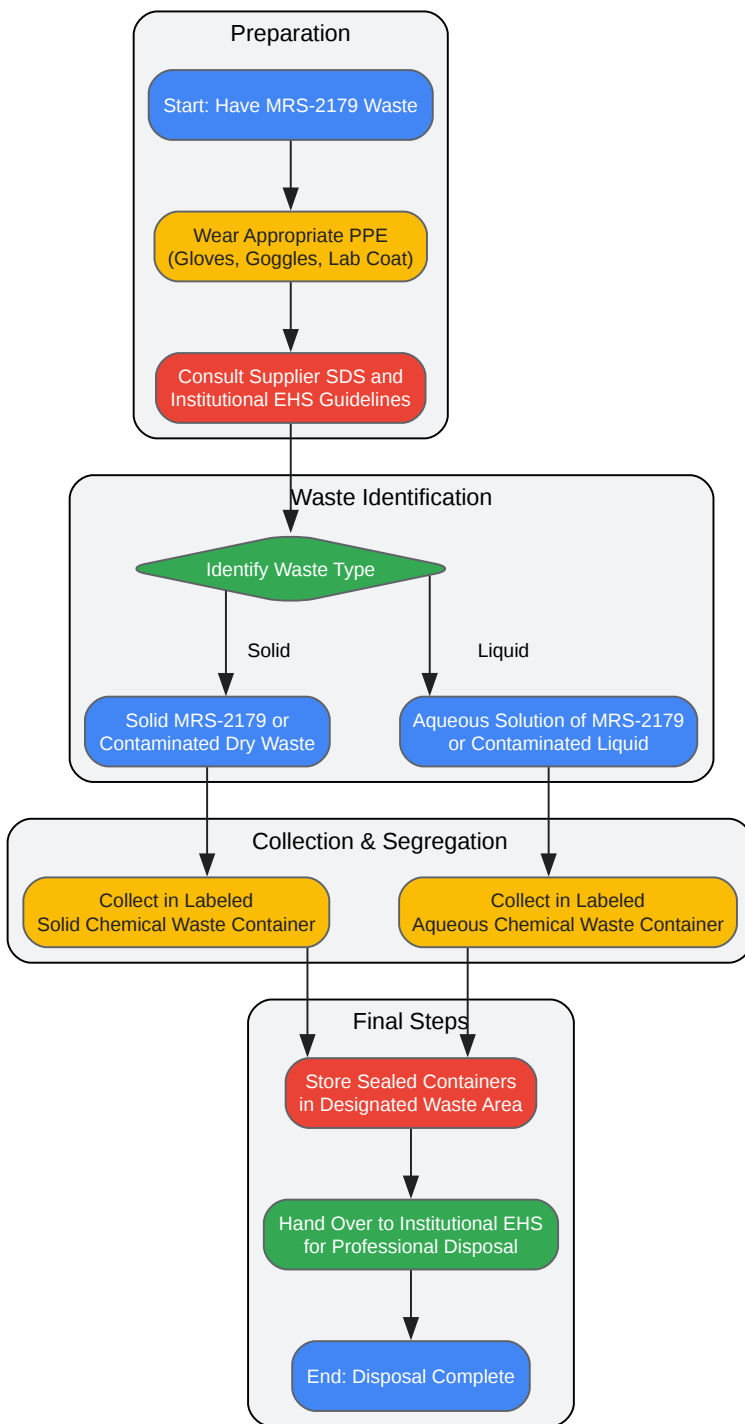 Preparation
Start: Have MRS-2179 Waste
Wear Appropriate PPE
(Gloves, Goggles, Lab Coat)
Consult Supplier SDS and
Institutional EHS Guidelines
Waste Identification
Identify Waste Type
Solid
Liquid
Solid MRS-2179 or
Contaminated Dry Waste
Aqueous Solution of MRS-2179
or Contaminated Liquid
Collection & Segregation
Collect in Labeled
Solid Chemical Waste Container
Collect in Labeled
Aqueous Chemical Waste Container
Final Steps
Store Sealed Containers
in Designated Waste Area
Hand Over to Institutional EHS
for Professional Disposal
End: Disposal Complete